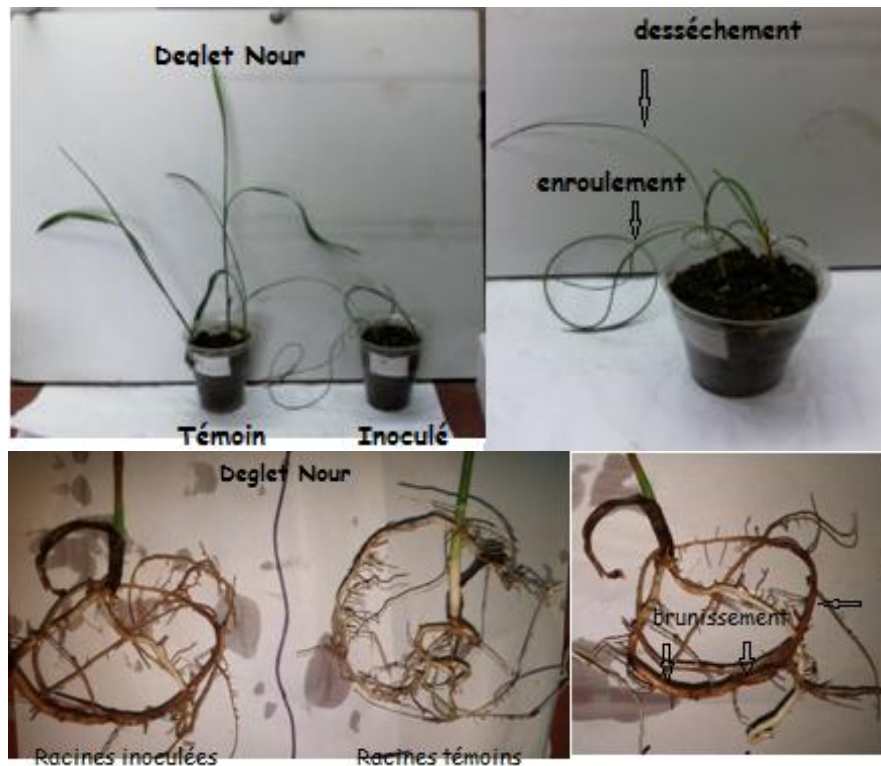 Deglet Nour
Témoin
Inoculé
desséchement
enroulement
Deglet Nour
Racines inoculées
Racines témoins
brunissement